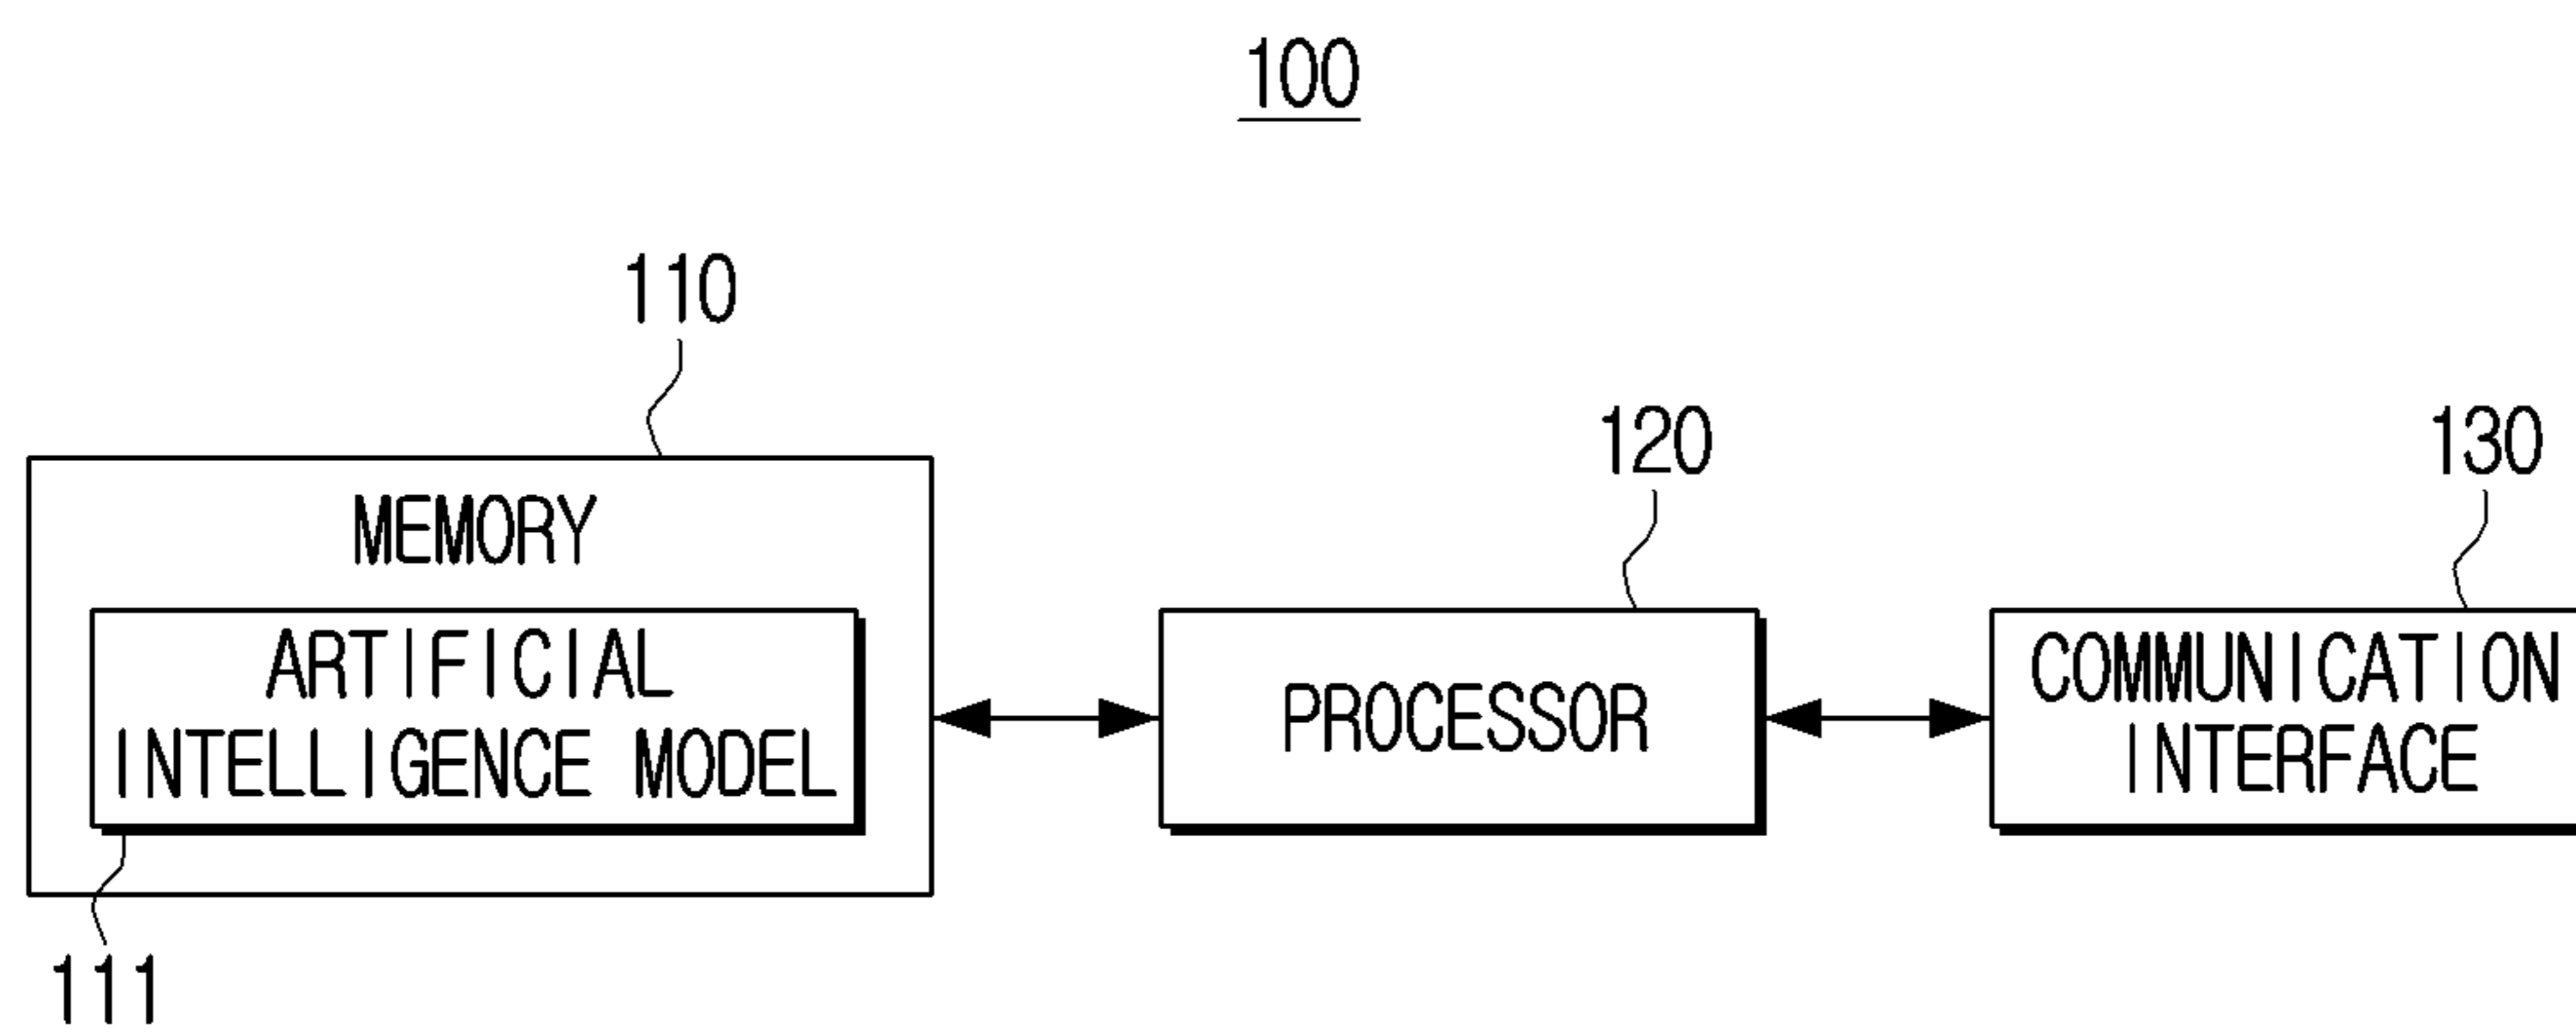 100
110
120
130
MEMORY
ARTIFICIAL
INTELLIGENCE MODEL
PROCESSOR
COMMUNICATION
INTERFACE
111